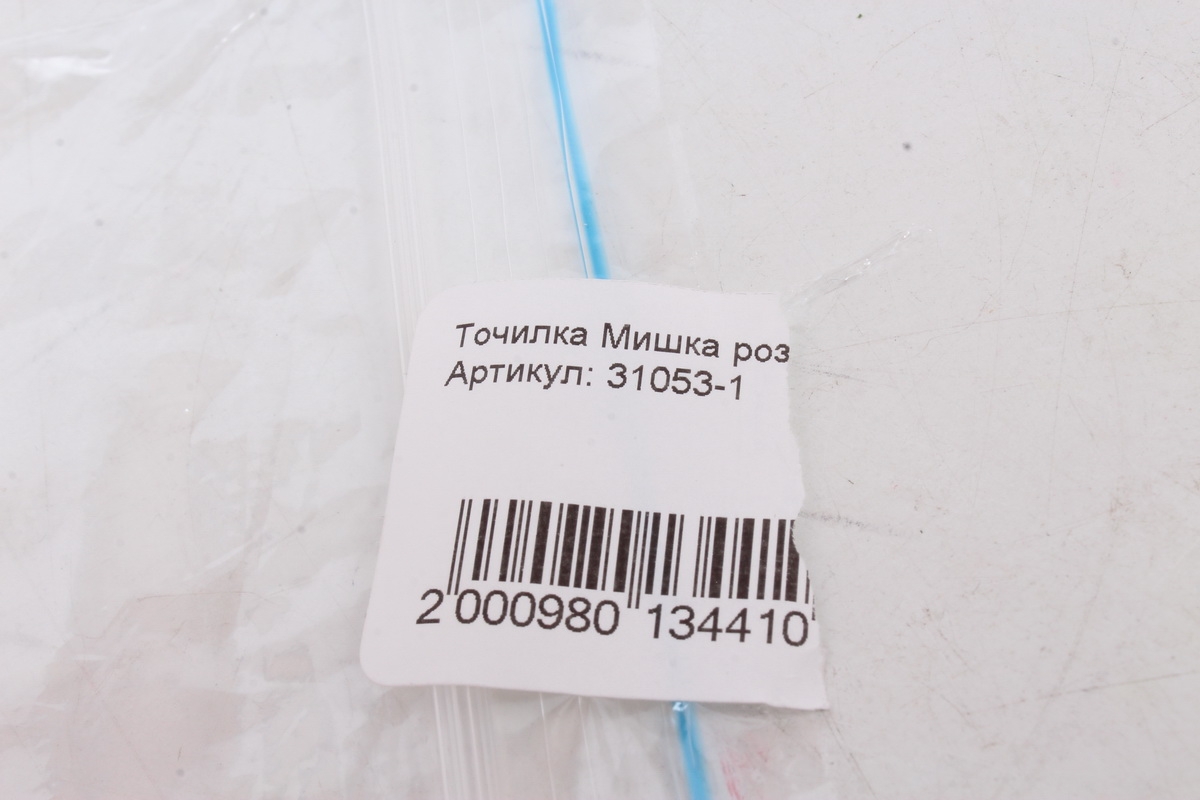 Точилка Мишка роз
Артикул: 31053-1
2 000980 134410